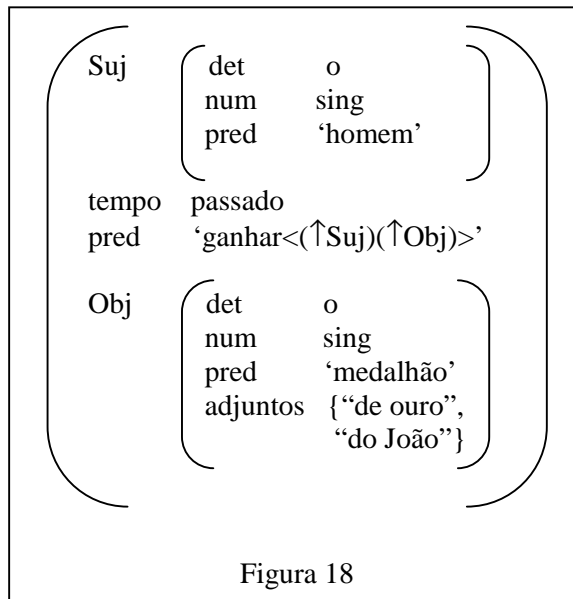 Suj det o
num sing
pred ‘homem’
tempo passado
pred ‘ganhar<(↑Suj)(↑Obj)>’
Obj det o
num sing
pred ‘medalhão’
adjuntos {“de ouro”,
“do João”}
Figura 18